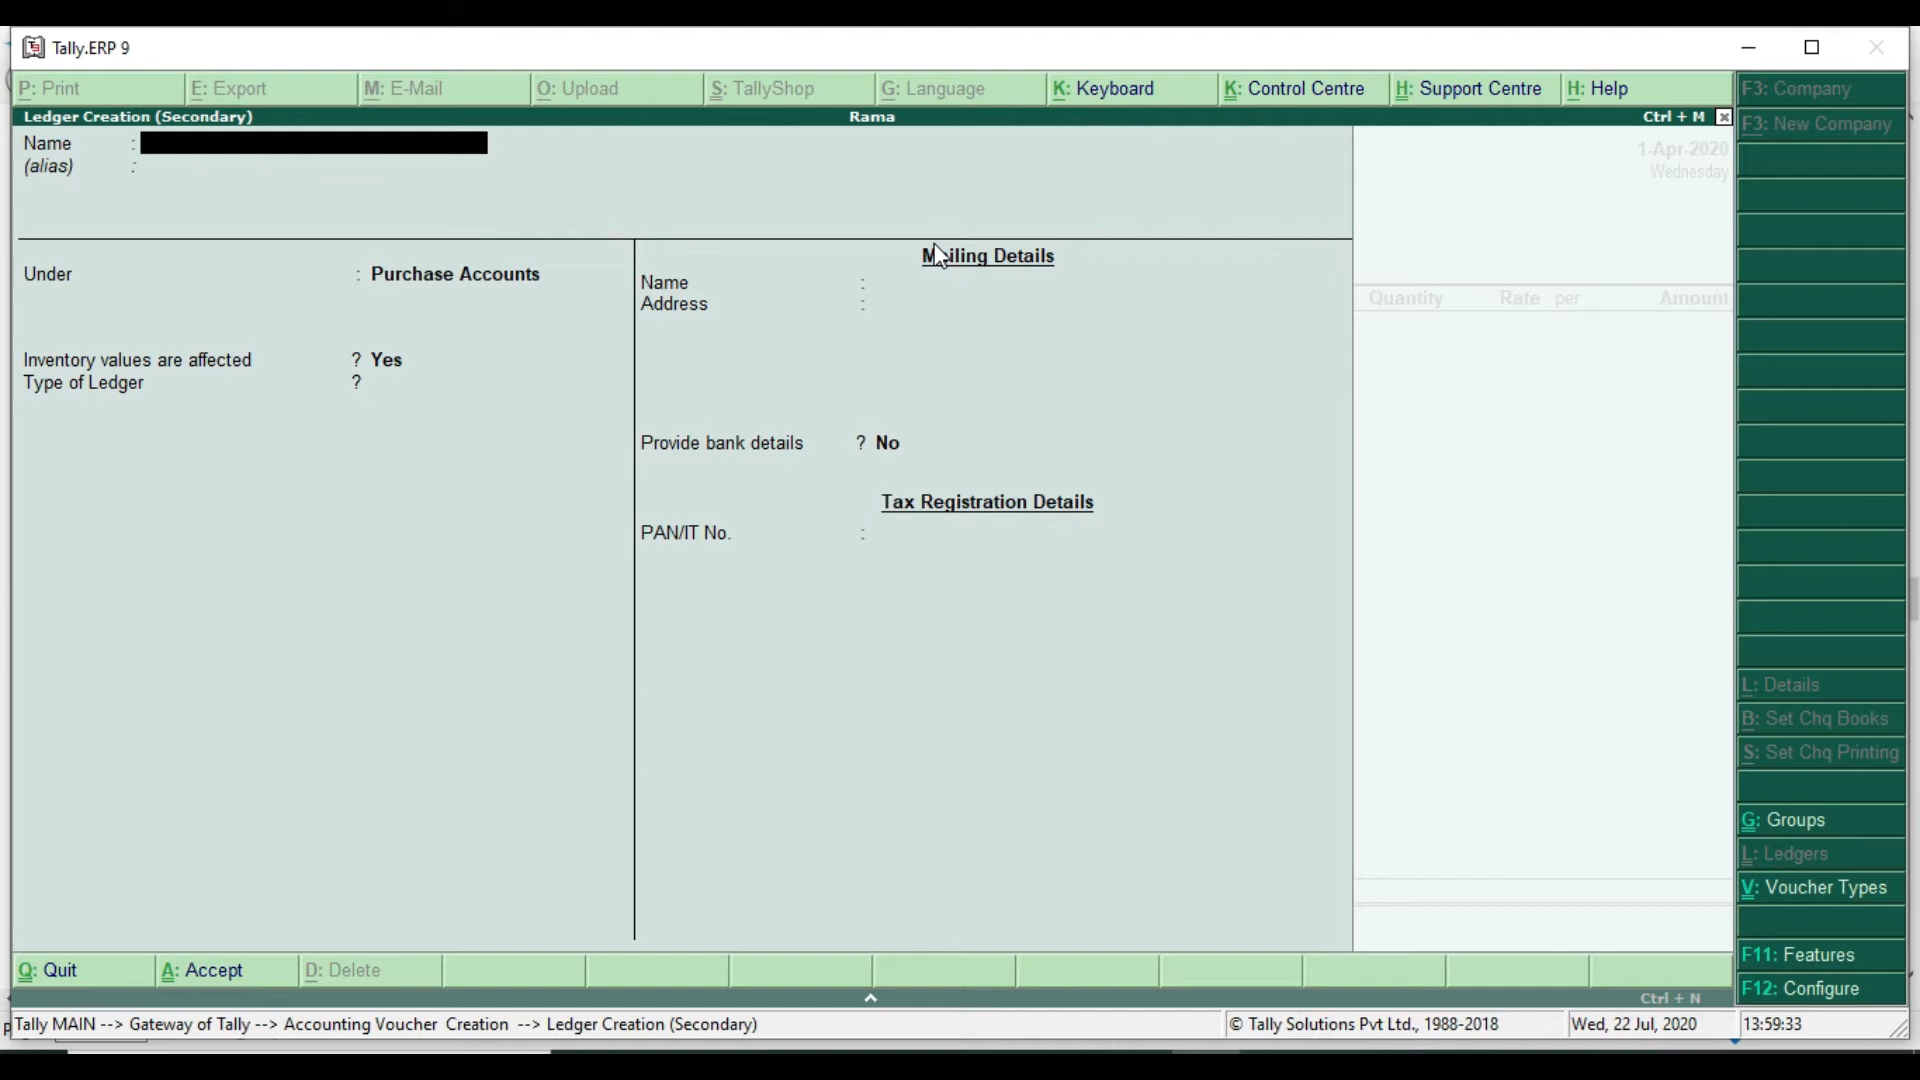 Tally.ERP 9
P: Print E: Export M: E-Mail O: Upload S: TallyShop G: Language K: Keyboard K: Control Centre H: Support Centre H: Help F3: Company
Ledger Creation (Secondary) Rama Ctrl + M
F3: New Company
Name :
(alias) :
1-Apr-2020
Wednesday
Mailing Details
Under : Purchase Accounts
Name :
Address :
Quantity Rate per Amount
Inventory values are affected ? Yes
Type of Ledger ?
Provide bank details ? No
Tax Registration Details
PAN/IT No. :
L: Details
B: Set Chq Books
S: Set Chq Printing
G: Groups
L: Ledgers
V: Voucher Types
F11: Features
F12: Configure
Q: Quit A: Accept D: Delete
Ctrl + N
Tally MAIN --> Gateway of Tally --> Accounting Voucher Creation --> Ledger Creation (Secondary) © Tally Solutions Pvt Ltd., 1988-2018 Wed, 22 Jul, 2020 13:59:33